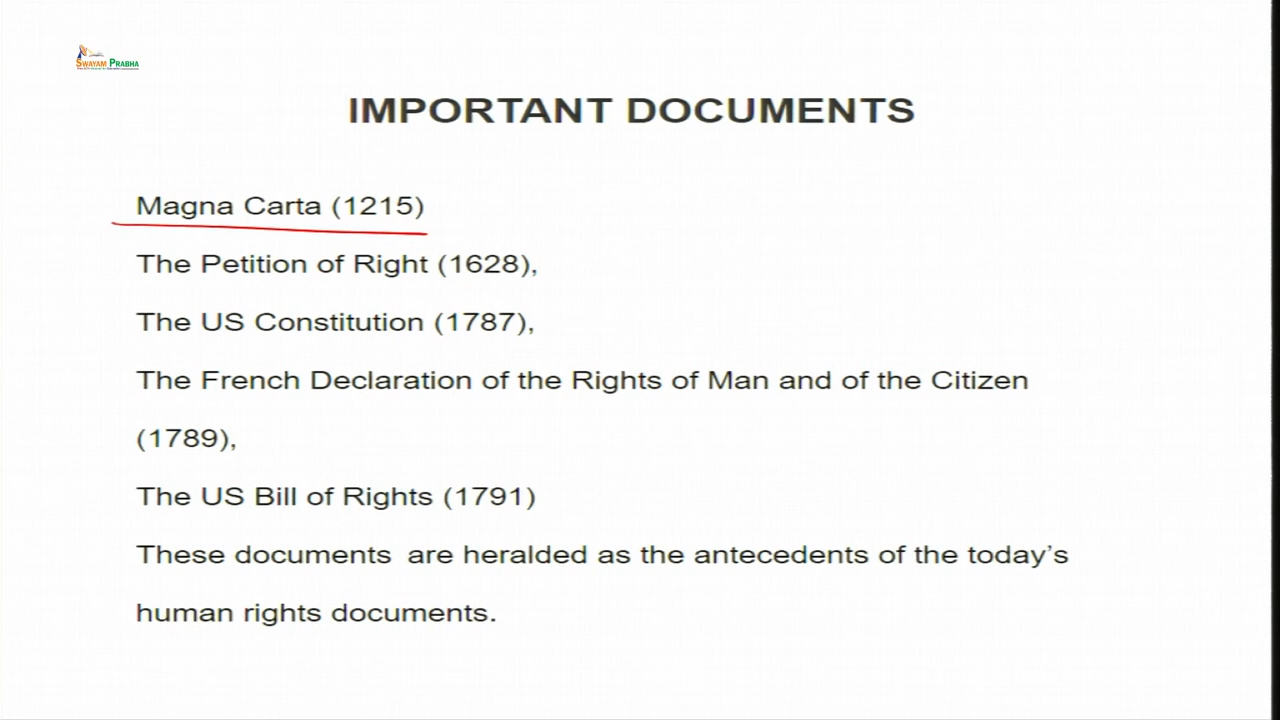 SWAYAM PRABHA
IMPORTANT DOCUMENTS
Magna Carta (1215)
The Petition of Right (1628),
The US Constitution (1787),
The French Declaration of the Rights of Man and of the Citizen
(1789),
The US Bill of Rights (1791)
These documents are heralded as the antecedents of the today’s
human rights documents.